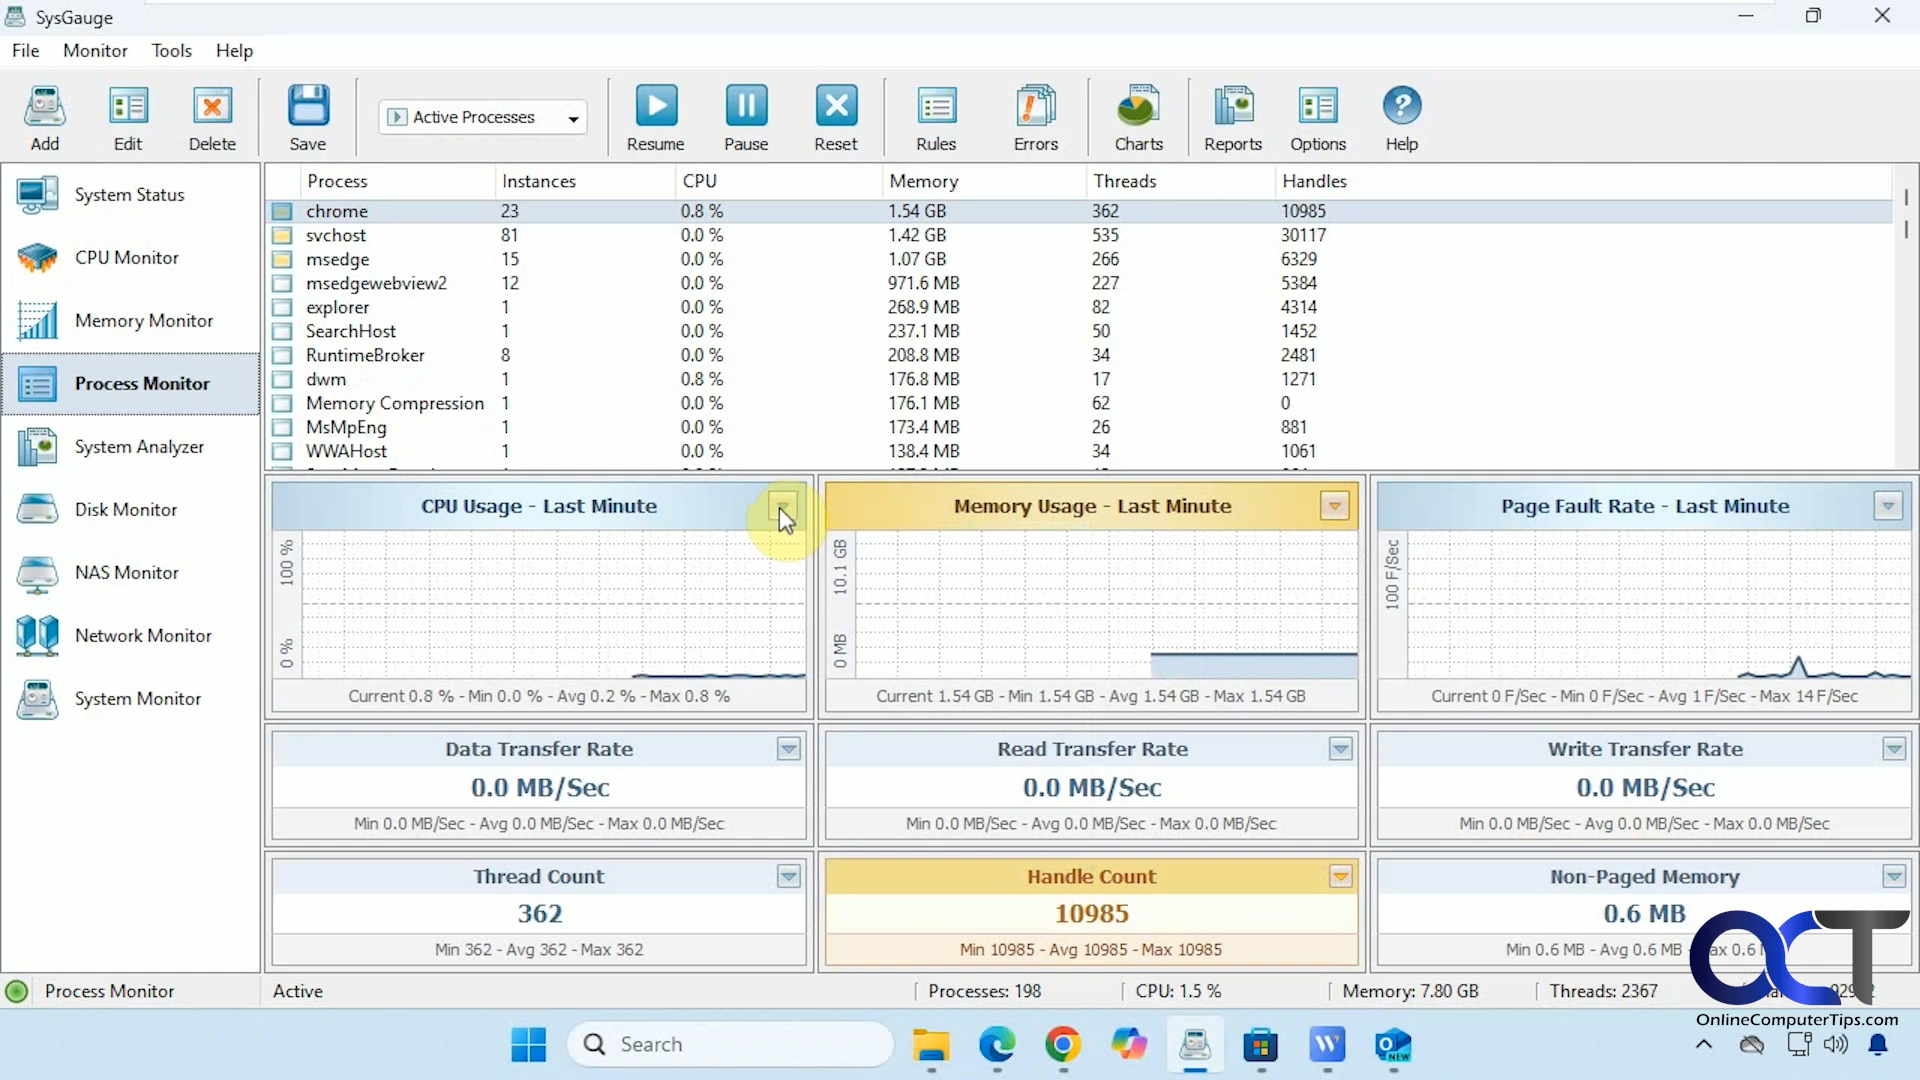 SysGauge
File Monitor Tools Help
Add Edit Delete Save Active Processes Resume Pause Reset Rules Errors Charts Reports Options Help
System Status
CPU Monitor
Memory Monitor
Process Monitor
System Analyzer
Disk Monitor
NAS Monitor
Network Monitor
System Monitor
Process Instances CPU Memory Threads Handles
chrome 23 0.8 % 1.54 GB 362 10985
svchost 81 0.0 % 1.42 GB 535 30117
msedge 15 0.0 % 1.07 GB 266 6329
msedgewebview2 12 0.0 % 971.6 MB 227 5384
explorer 1 0.0 % 268.9 MB 82 4314
SearchHost 1 0.0 % 237.1 MB 50 1452
RuntimeBroker 8 0.0 % 208.8 MB 34 2481
dwm 1 0.8 % 176.8 MB 17 1271
Memory Compression 1 0.0 % 176.1 MB 62 0
MsMpEng 1 0.0 % 173.4 MB 26 881
WWAHost 1 0.0 % 138.4 MB 34 1061
CPU Usage - Last Minute
100 %
0 %
Current 0.8 % - Min 0.0 % - Avg 0.2 % - Max 0.8 %
Memory Usage - Last Minute
10.1 GB
0 MB
Current 1.54 GB - Min 1.54 GB - Avg 1.54 GB - Max 1.54 GB
Page Fault Rate - Last Minute
100 F/Sec
Current 0 F/Sec - Min 0 F/Sec - Avg 1 F/Sec - Max 14 F/Sec
Data Transfer Rate
0.0 MB/Sec
Min 0.0 MB/Sec - Avg 0.0 MB/Sec - Max 0.0 MB/Sec
Read Transfer Rate
0.0 MB/Sec
Min 0.0 MB/Sec - Avg 0.0 MB/Sec - Max 0.0 MB/Sec
Write Transfer Rate
0.0 MB/Sec
Min 0.0 MB/Sec - Avg 0.0 MB/Sec - Max 0.0 MB/Sec
Thread Count
362
Min 362 - Avg 362 - Max 362
Handle Count
10985
Min 10985 - Avg 10985 - Max 10985
Non-Paged Memory
0.6 MB
Min 0.6 MB - Avg 0.6 MB
Process Monitor Active Processes: 198 CPU: 1.5 % Memory: 7.80 GB Threads: 2367
OCT
OnlineComputerTips.com
Search
W
NEW